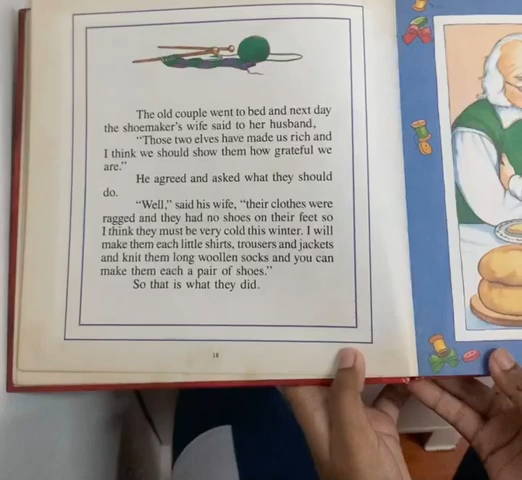 The old couple went to bed and next day
the shoemaker's wife said to her husband,
"Those two elves have made us rich and
I think we should show them how grateful we
are."
He agreed and asked what they should
do.
"Well," said his wife, "their clothes were
ragged and they had no shoes on their feet so
I think they must be very cold this winter. I will
make them each little shirts, trousers and jackets
and knit them long woollen socks and you can
make them each a pair of shoes."
So that is what they did.
18